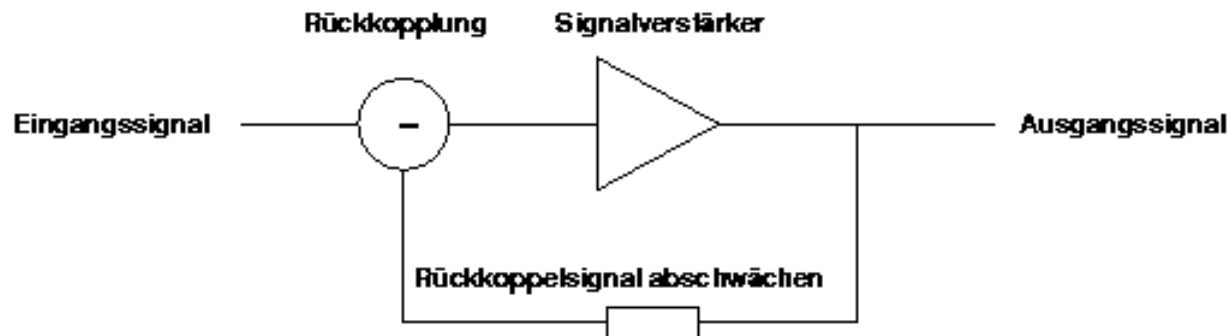 Rückkopplung Signalverstärker
Eingangssignal - Ausgangssignal
Rückkoppelsignal abschwächen